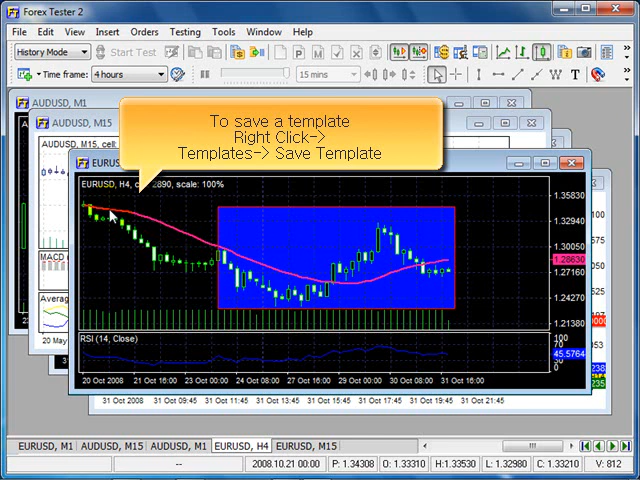 Forex Tester 2
File Edit View Insert Orders Testing Tools Window Help
History Mode Start Test
Time frame: 4 hours 15 mins
AUDUSD, M1
AUDUSD, M15
AUDUSD, M15, cell:
To save a template
Right Click->
Templates-> Save Template
EURUSD, H4, c 2890, scale: 100%
1.35830
1.32940
1.30050
1.28630
1.27160
1.24270
1.21380
MACD
RSI (14, Close)
100
70
45.5764
30
0
Average
20 Oct 2008 21 Oct 16:00 23 Oct 00:00 24 Oct 08:00 27 Oct 16:00 29 Oct 00:00 30 Oct 08:00 31 Oct 16:00
20 May
31 Oct 2008 31 Oct 09:45 31 Oct 11:45 31 Oct 13:45 31 Oct 15:45 31 Oct 17:45 31 Oct 19:45 31 Oct 21:45
EURUSD, M1 AUDUSD, M15 AUDUSD, M1 EURUSD, H4 EURUSD, M15
-- 2008.10.21 00:00 P: 1.34308 O: 1.33310 H: 1.33530 L: 1.32980 C: 1.33210 V: 812